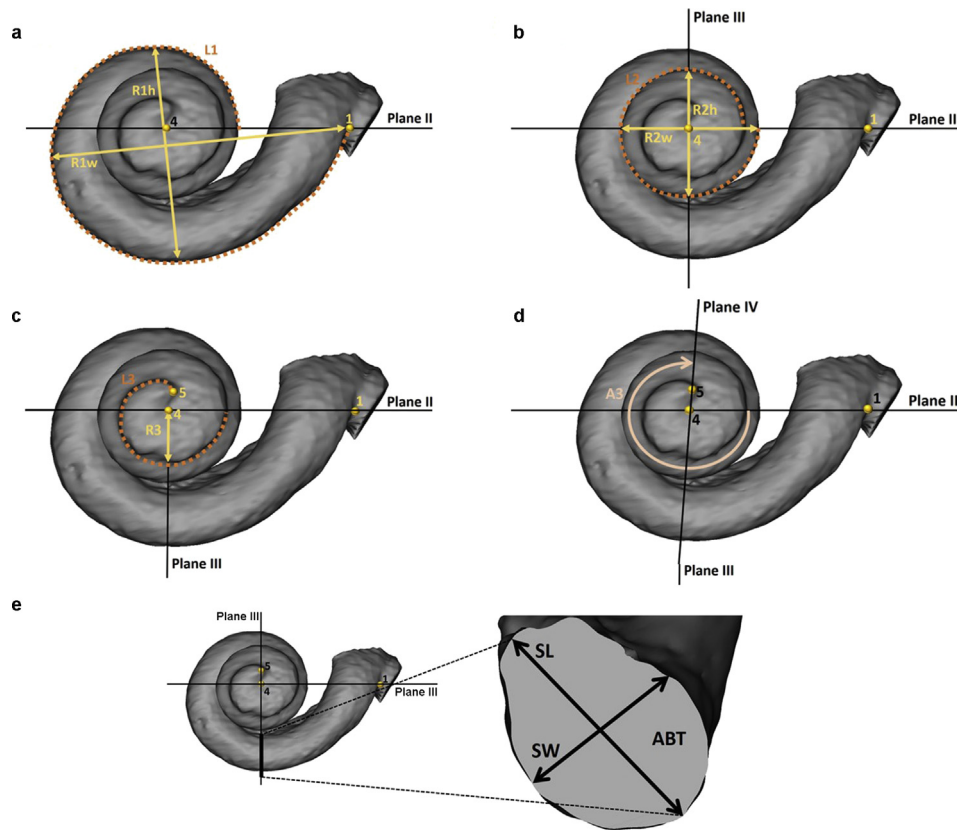 a
L1
R1h
4
1
Plane II
R1w
b
Plane III
L2
R2h
1
Plane II
R2w
4
c
L3
5
4
1
Plane II
R3
Plane III
d
Plane IV
A3
5
1
Plane II
4
Plane III
e
Plane III
5
4
1
Plane III
SL
SW
ABT